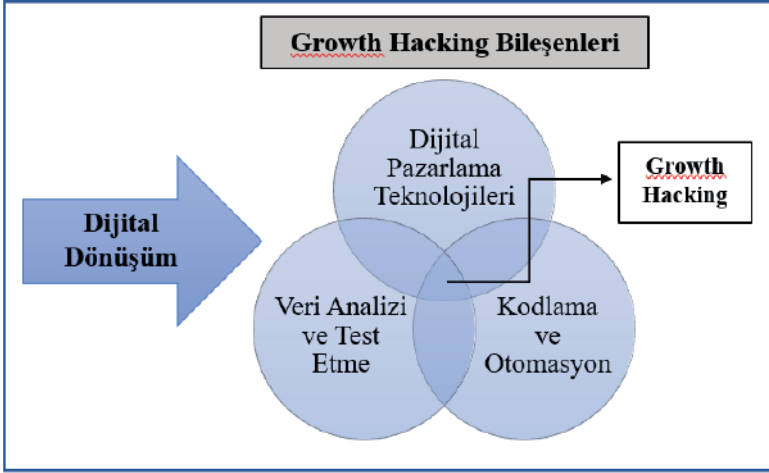 Growth Hacking Bileşenleri
Dijital
Pazarlama
Teknolojileri
Growth
Hacking
Dijital
Dönüşüm
Veri Analizi
ve Test
Etme
Kodlama
ve
Otomasyon